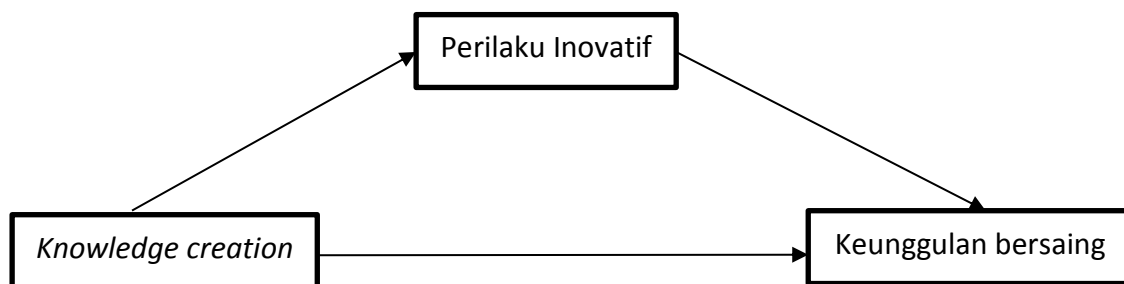 Perilaku Inovatif
Knowledge creation
Keunggulan bersaing